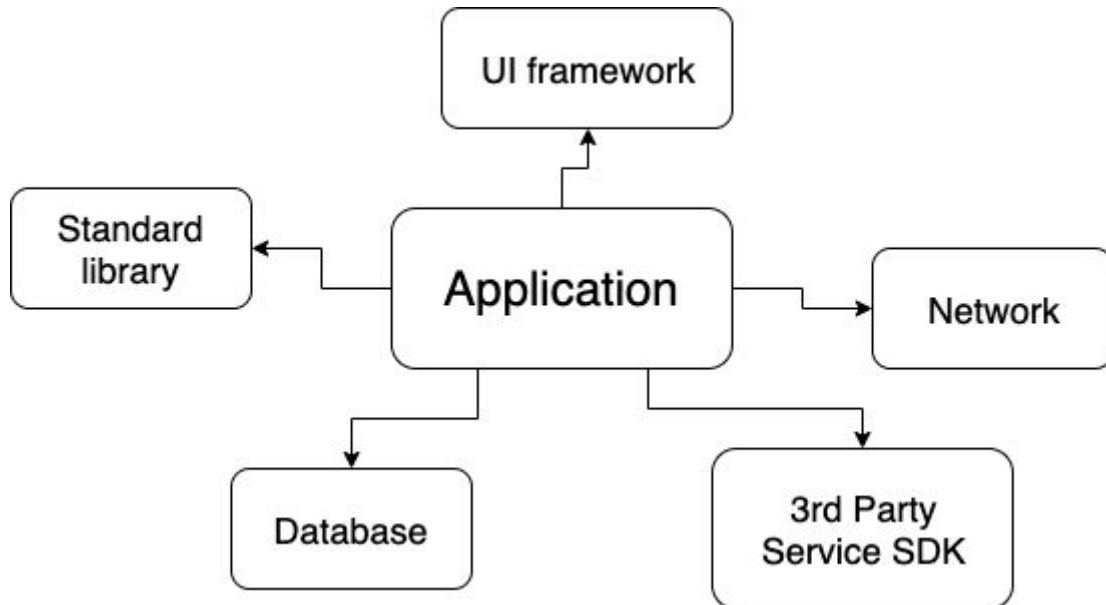 UI framework
Standard
library
Application
Network
Database
3rd Party
Service SDK